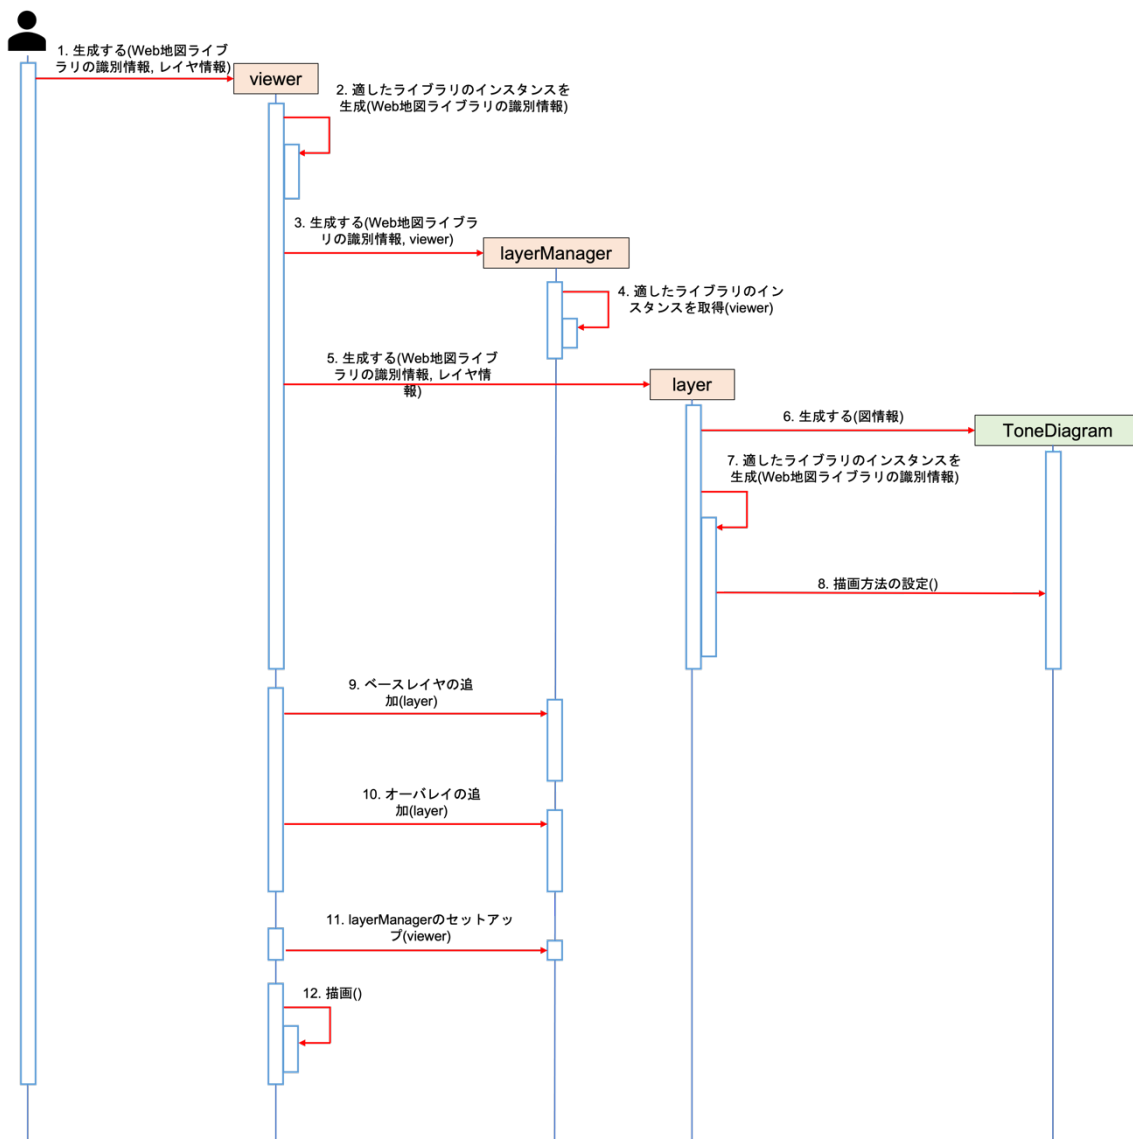 1. 生成する(Web地図ライブ
ラリの識別情報, レイヤ情報)
viewer
2. 適したライブラリのインスタンスを
生成(Web地図ライブラリの識別情報)
3. 生成する(Web地図ライブラ
リの識別情報, viewer)
layerManager
4. 適したライブラリのイン
スタンスを取得(viewer)
5. 生成する(Web地図ライブ
ラリの識別情報, レイヤ情
報)
layer
6. 生成する(図情報)
ToneDiagram
7. 適したライブラリのインスタンスを
生成(Web地図ライブラリの識別情報)
8. 描画方法の設定()
9. ベースレイヤの追
加(layer)
10. オーバレイの追
加(layer)
11. layerManagerのセットアッ
プ(viewer)
12. 描画()